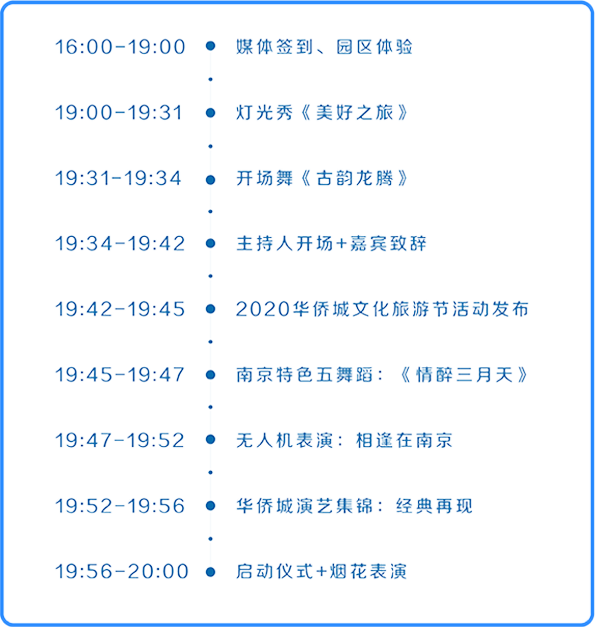 16:00-19:00 媒体签到、园区体验
19:00-19:31 灯光秀《美好之旅》
19:31-19:34 开场舞《古韵龙腾》
19:34-19:42 主持人开场+嘉宾致辞
19:42-19:45 2020华侨城文化旅游节活动发布
19:45-19:47 南京特色五舞蹈：《情醉三月天》
19:47-19:52 无人机表演：相逢在南京
19:52-19:56 华侨城演艺集锦：经典再现
19:56-20:00 启动仪式+烟花表演